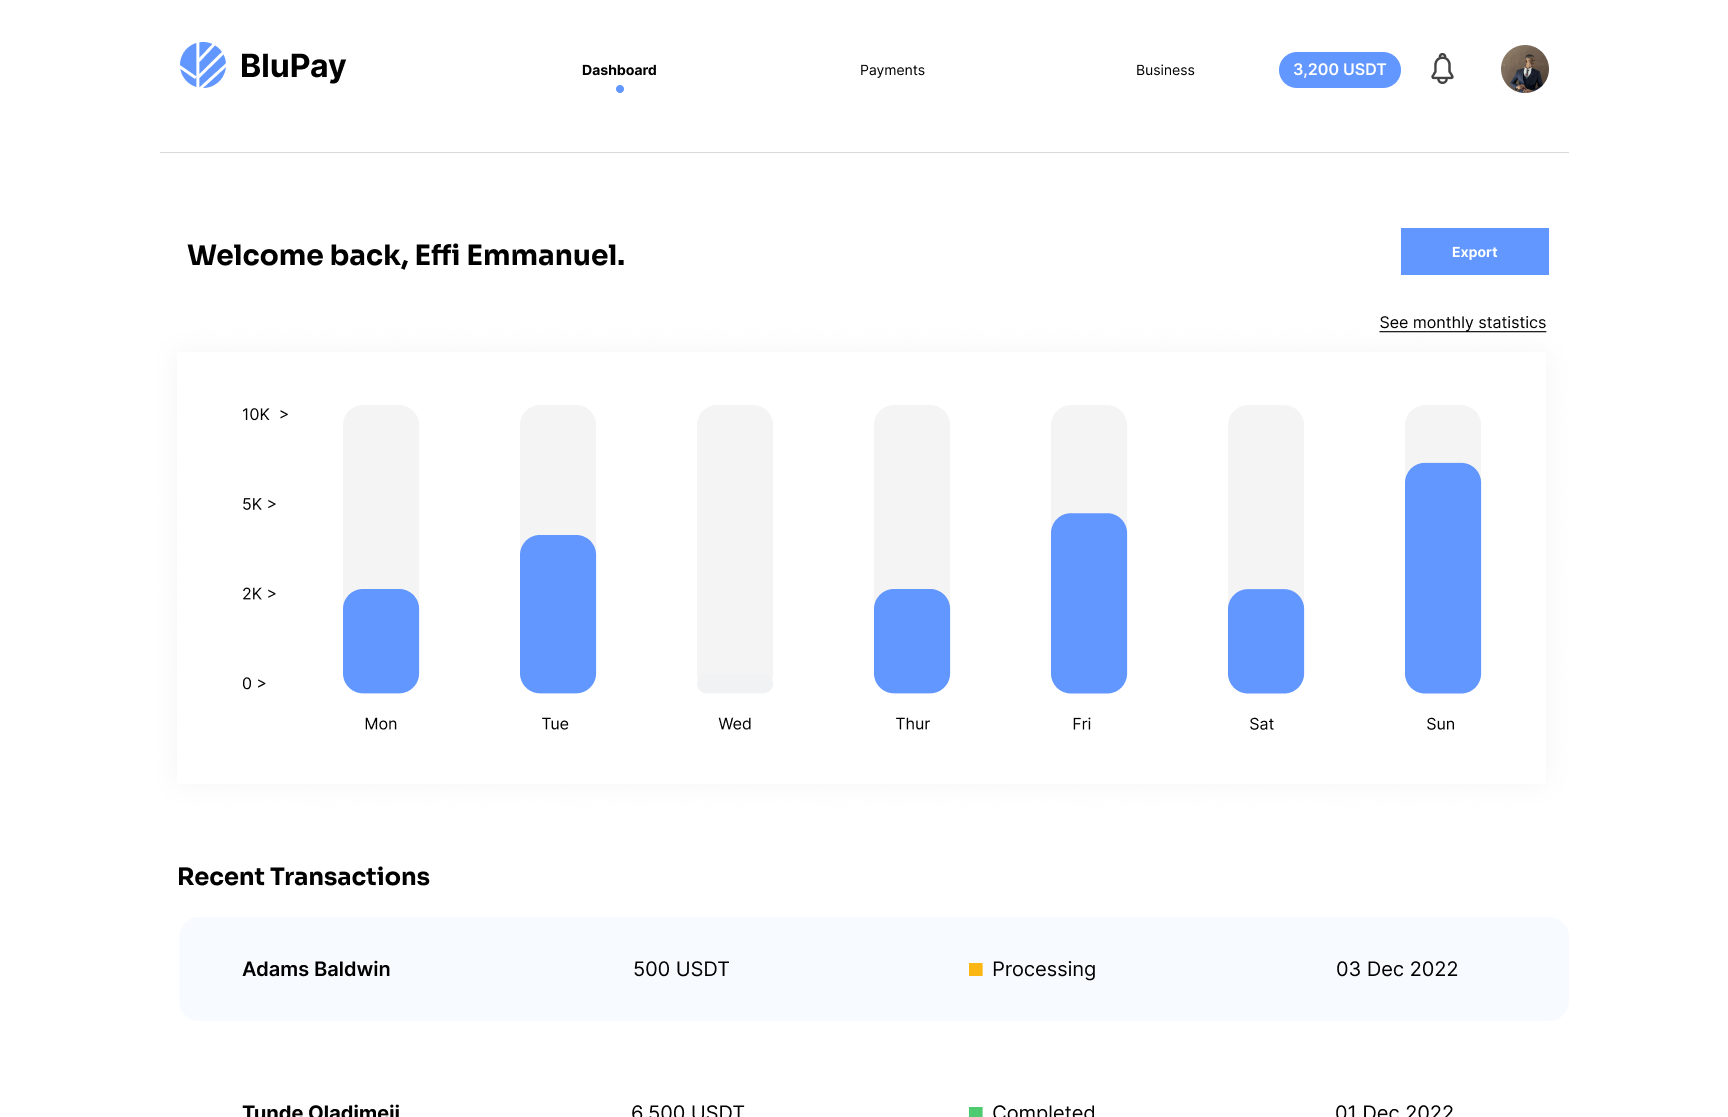 BluPay
Dashboard
Payments
Business
3,200 USDT
Welcome back, Effi Emmanuel.
Export
See monthly statistics
10K >
5K >
2K >
0 >
Mon Tue Wed Thur Fri Sat Sun
Recent Transactions
Adams Baldwin 500 USDT Processing 03 Dec 2022
Tunde Oladimeji 6,500 USDT Completed 01 Dec 2022